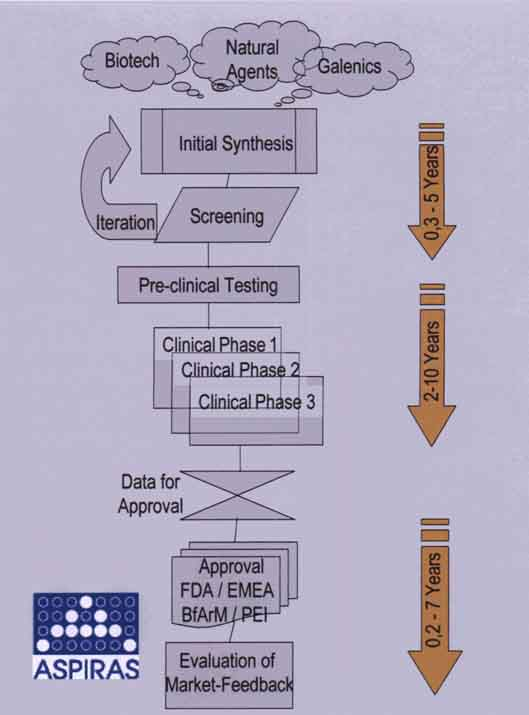 Biotech
Natural
Agents
Galenics
Initial Synthesis
Iteration
Screening
Pre-clinical Testing
Clinical Phase 1
Clinical Phase 2
Clinical Phase 3
Data for
Approval
Approval
FDA / EMEA
BfArM / PEI
Evaluation of
Market-Feedback
0,3 - 5 Years
2-10 Years
0,2 - 7 Years
ASPIRAS